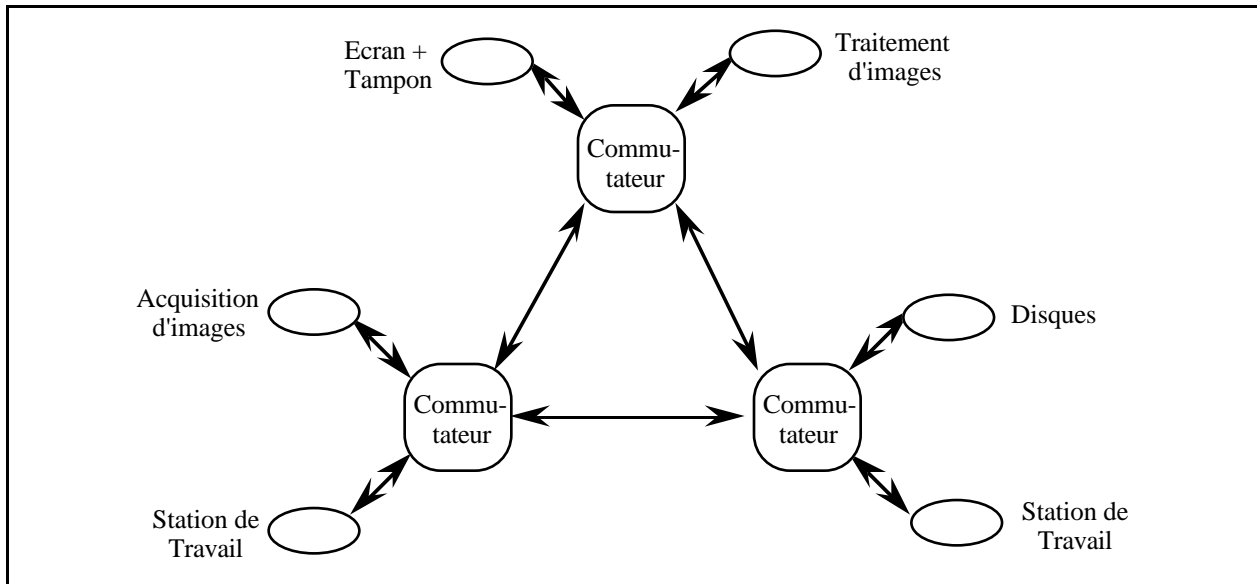 Ecran +
Tampon
Traitement
d'images
Commu-
tateur
Acquisition
d'images
Disques
Commu-
tateur
Commu-
tateur
Station de
Travail
Station de
Travail